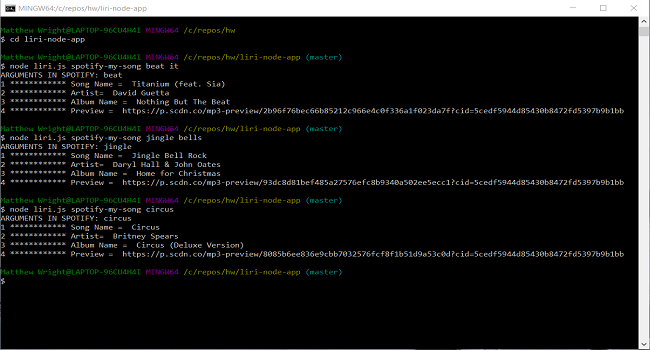 MINGW64:/c/repos/hw/liri-node-app
Matthew Wright@LAPTOP-96CU4H4I MINGW64 /c/repos/hw
$ cd liri-node-app
Matthew Wright@LAPTOP-96CU4H4I MINGW64 /c/repos/hw/liri-node-app (master)
$ node liri.js spotify-my-song beat it
ARGUMENTS IN SPOTIFY: beat
1 ************ Song Name =  Titanium (feat. Sia)
2 ************ Artist=  David Guetta
3 ************ Album Name =  Nothing But The Beat
4 ************ Preview =  https://p.scdn.co/mp3-preview/2b96f76bec66b85212c966e4c0f336a1f023da7f?cid=5cedf5944d85430b8472fd5397b9b1bb
Matthew Wright@LAPTOP-96CU4H4I MINGW64 /c/repos/hw/liri-node-app (master)
$ node liri.js spotify-my-song jingle bells
ARGUMENTS IN SPOTIFY: jingle
1 ************ Song Name =  Jingle Bell Rock
2 ************ Artist=  Daryl Hall & John Oates
3 ************ Album Name =  Home for Christmas
4 ************ Preview =  https://p.scdn.co/mp3-preview/93dc8d81bef485a27576efc8b9340a502ee5ecc1?cid=5cedf5944d85430b8472fd5397b9b1bb
Matthew Wright@LAPTOP-96CU4H4I MINGW64 /c/repos/hw/liri-node-app (master)
$ node liri.js spotify-my-song circus
ARGUMENTS IN SPOTIFY: circus
1 ************ Song Name =  Circus
2 ************ Artist=  Britney Spears
3 ************ Album Name =  Circus (Deluxe Version)
4 ************ Preview =  https://p.scdn.co/mp3-preview/8085b6ee836e9cbb7032576fcf8f1b51d9a53c0d?cid=5cedf5944d85430b8472fd5397b9b1bb
Matthew Wright@LAPTOP-96CU4H4I MINGW64 /c/repos/hw/liri-node-app (master)
$